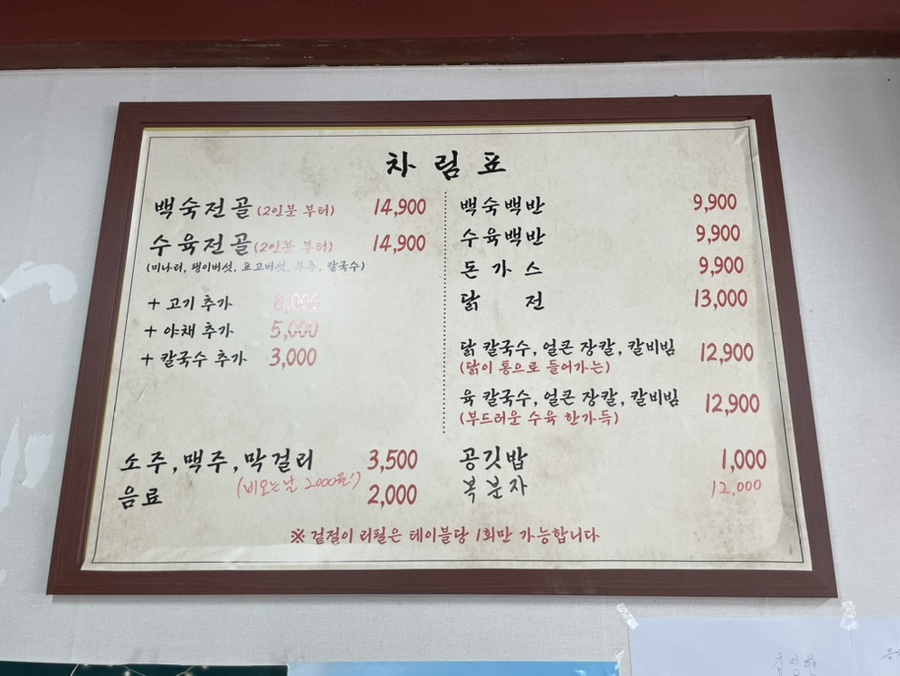 차림표
백숙전골 (2인분 부터) 14,900
수육전골 (2인분 부터) 14,900
(미나리, 팽이버섯, 표고버섯, 부추, 칼국수)
+ 고기 추가 8,000
+ 야채 추가 5,000
+ 칼국수 추가 3,000
백숙백반 9,900
수육백반 9,900
돈가스 9,900
닭전 13,000
닭 칼국수, 얼큰 장칼, 칼비빔 12,900
(닭이 통으로 들어가는)
육 칼국수, 얼큰 장칼, 칼비빔 12,900
(부드러운 수육 한가득)
소주, 맥주, 막걸리 3,500
(비오는날 2000원!)
음료 2,000
공깃밥 1,000
복분자 12,000
※ 겉절이 리필은 테이블당 1회만 가능합니다